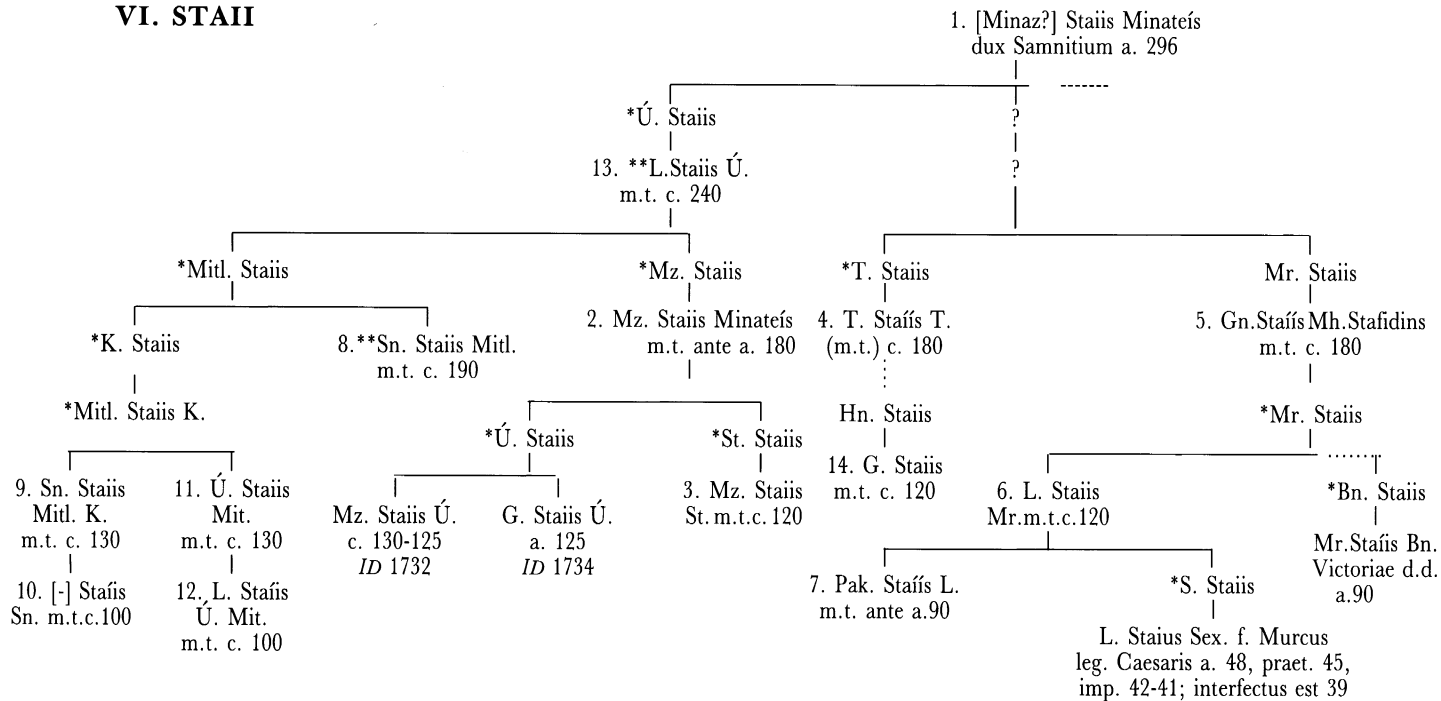 VI. STAII
1. [Minaz?] Staiis Minateís
dux Samnitium a. 296
*Ú. Staiis
?
13. **L.Staiis Ú.
m.t. c. 240
?
*Mitl. Staiis
*Mz. Staiis
*T. Staiis
Mr. Staiis
*K. Staiis
8.**Sn. Staiis Mitl.
m.t. c. 190
2. Mz. Staiis Minateís
m.t. ante a. 180
4. T. Staíís T.
(m.t.) c. 180
5. Gn.Staíís Mh.Stafidins
m.t. c. 180
*Mitl. Staiis K.
*Ú. Staiis
*St. Staiis
Hn. Staiis
*Mr. Staiis
9. Sn. Staiis
Mitl. K.
m.t. c. 130
11. Ú. Staiis
Mit.
m.t. c. 130
Mz. Staiis Ú.
c. 130-125
ID 1732
G. Staiis Ú.
a. 125
ID 1734
3. Mz. Staiis
St. m.t.c. 120
14. G. Staiis
m.t. c. 120
6. L. Staiis
Mr.m.t.c.120
*Bn. Staiis
10. [-] Staíis
Sn. m.t.c.100
12. L. Staíis
Ú. Mit.
m.t. c. 100
7. Pak. Staíís L.
m.t. ante a.90
*S. Staiis
Mr.Staíis Bn.
Victoriae d.d.
a.90
L. Staius Sex. f. Murcus
leg. Caesaris a. 48, praet. 45,
imp. 42-41; interfectus est 39